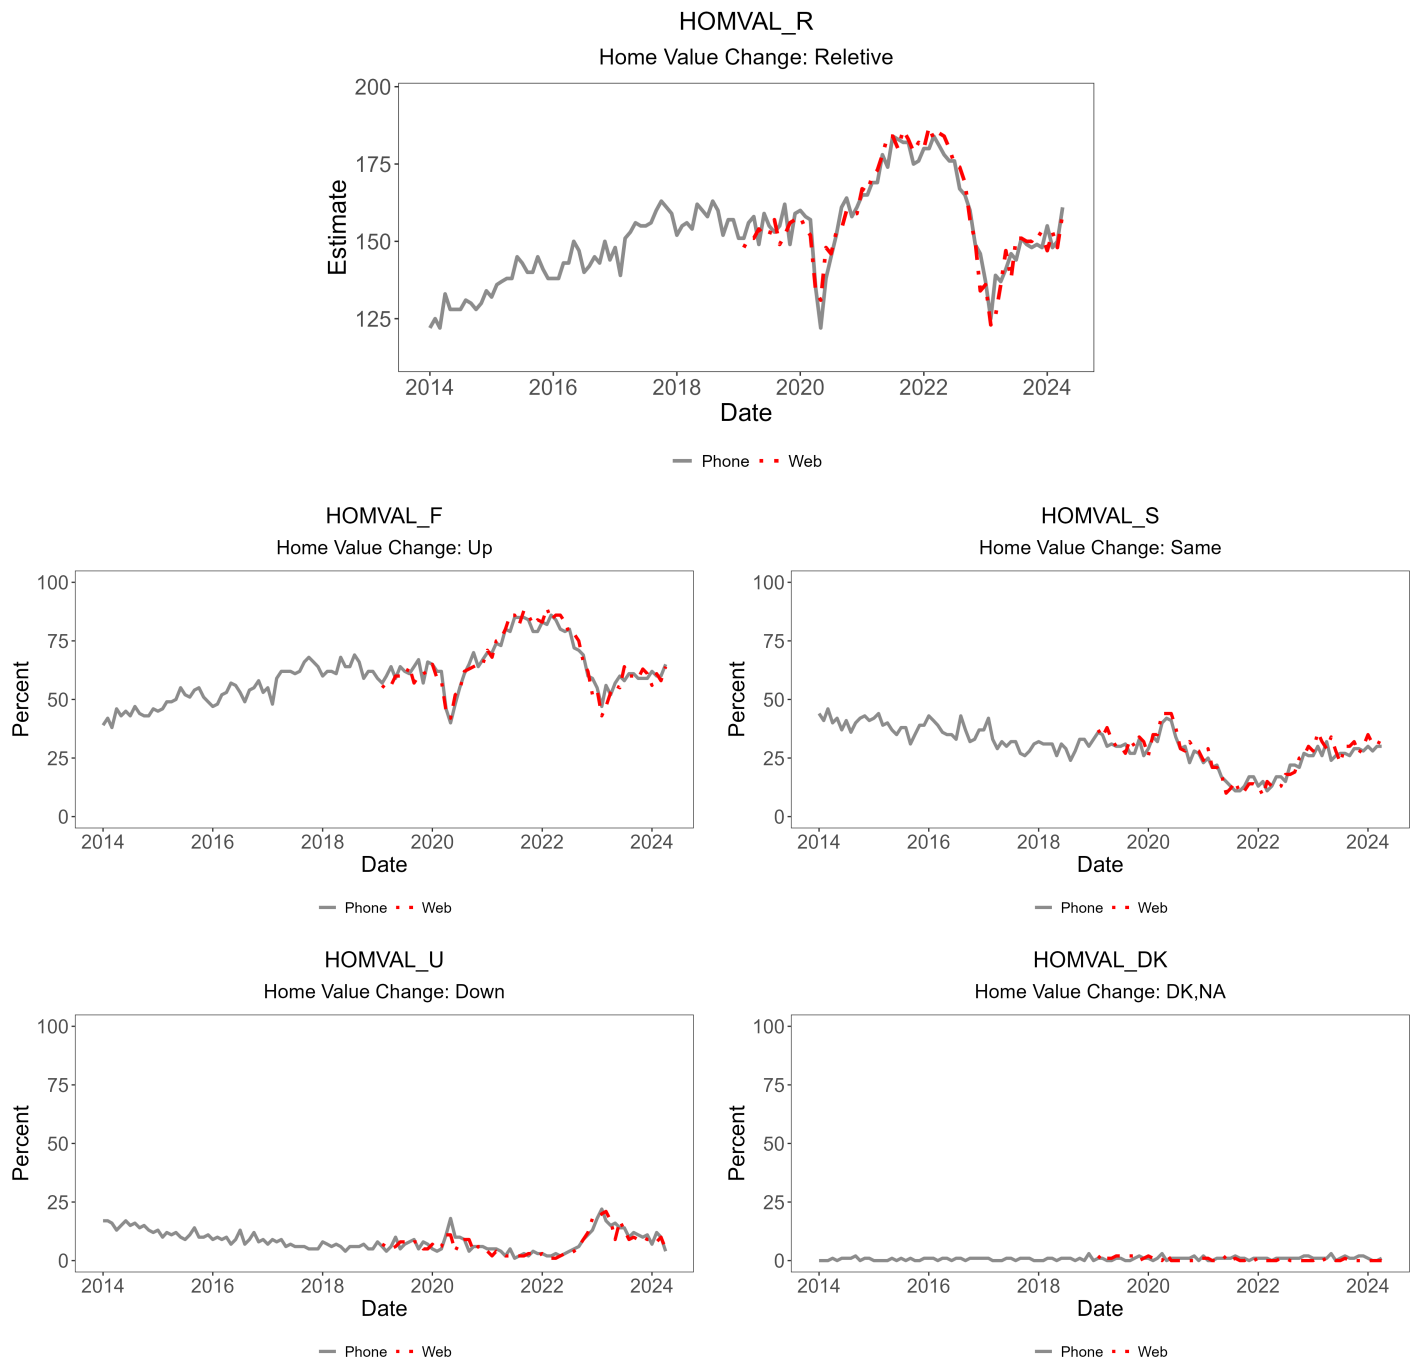 HOMVAL_R
Home Value Change: Reletive
Estimate
200
175
150
125
2014 2016 2018 2020 2022 2024
Date
Phone Web
HOMVAL_F
Home Value Change: Up
Percent
100
75
50
25
0
2014 2016 2018 2020 2022 2024
Date
Phone Web
HOMVAL_S
Home Value Change: Same
Percent
100
75
50
25
0
2014 2016 2018 2020 2022 2024
Date
Phone Web
HOMVAL_U
Home Value Change: Down
Percent
100
75
50
25
0
2014 2016 2018 2020 2022 2024
Date
Phone Web
HOMVAL_DK
Home Value Change: DK,NA
Percent
100
75
50
25
0
2014 2016 2018 2020 2022 2024
Date
Phone Web